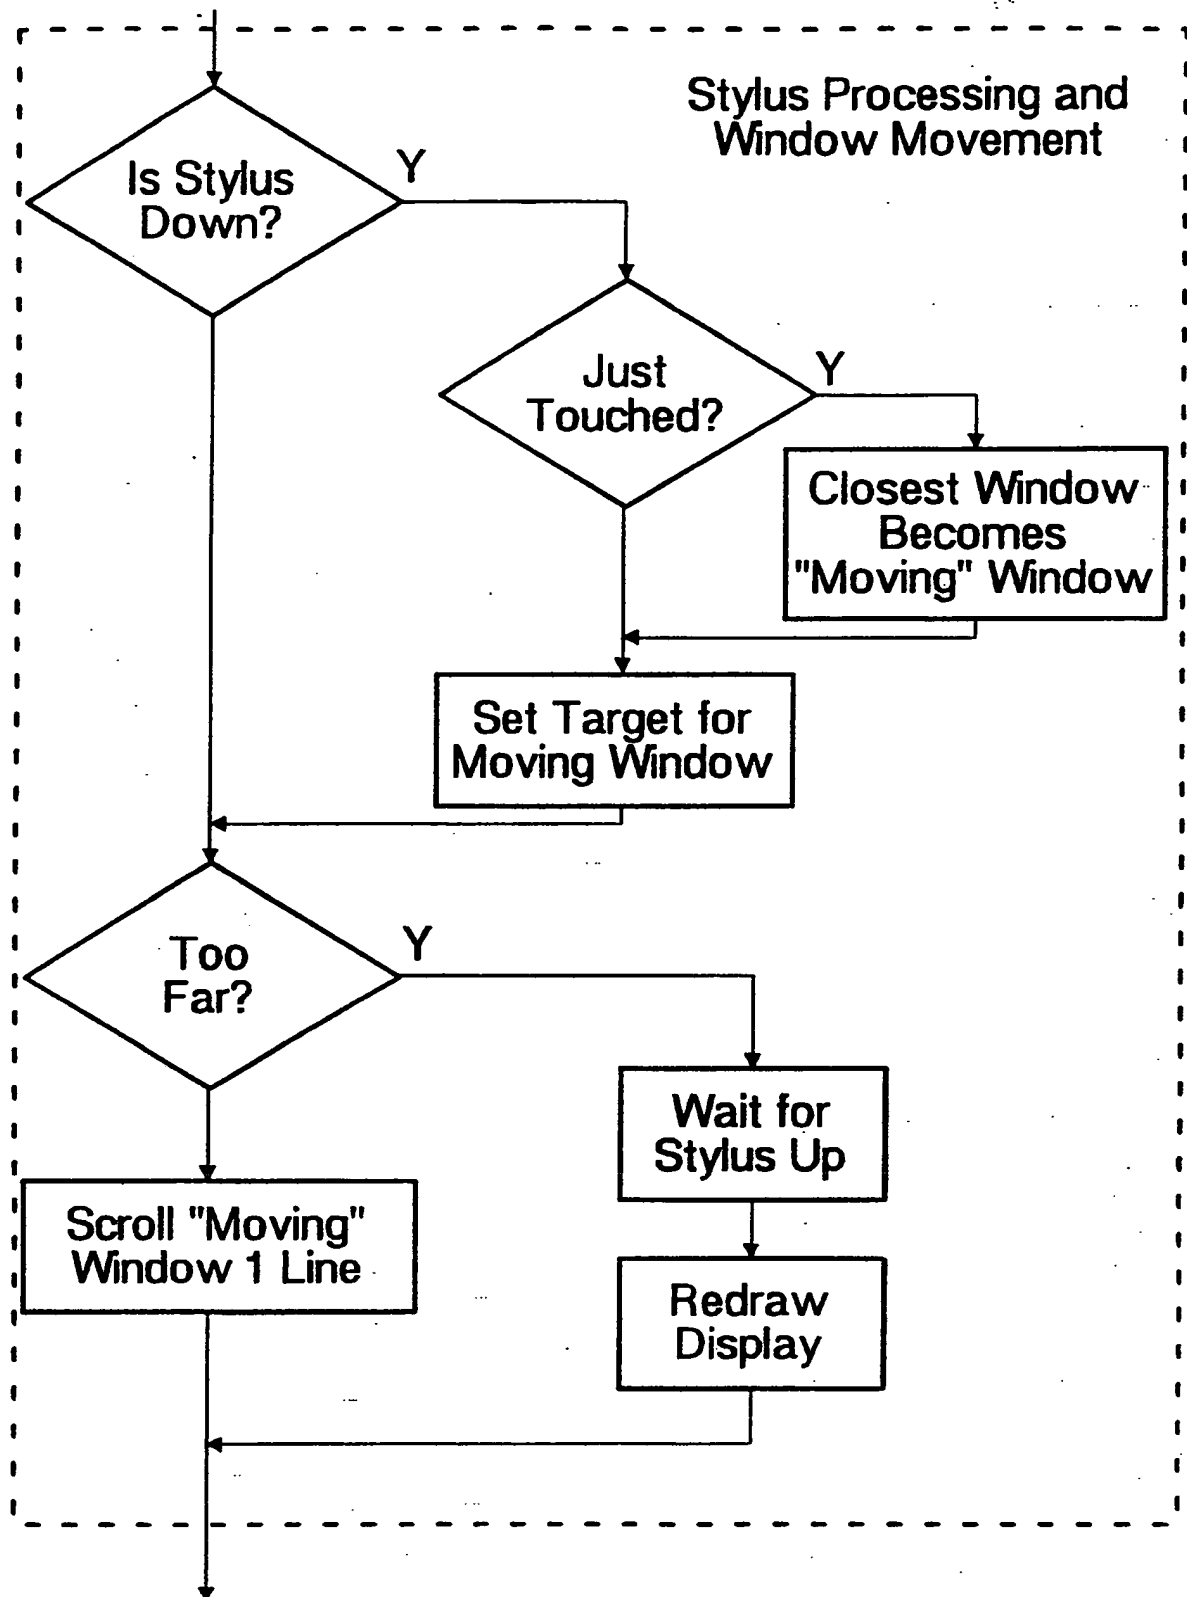 Stylus Processing and
Window Movement
Is Stylus
Down?
Y
Just
Touched?
Y
Closest Window
Becomes
"Moving" Window
Set Target for
Moving Window
Too
Far?
Y
Wait for
Stylus Up
Scroll "Moving"
Window 1 Line
Redraw
Display